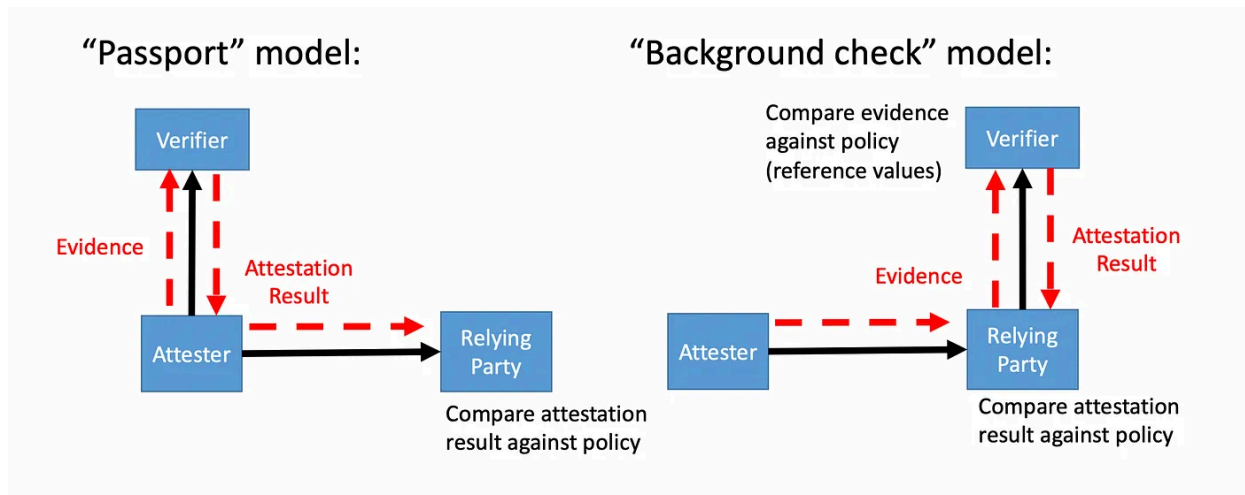 “Passport” model:
Verifier
Evidence
Attestation
Result
Attester
Relying
Party
Compare attestation
result against policy
“Background check” model:
Compare evidence
against policy
(reference values)
Verifier
Evidence
Attestation
Result
Attester
Relying
Party
Compare attestation
result against policy